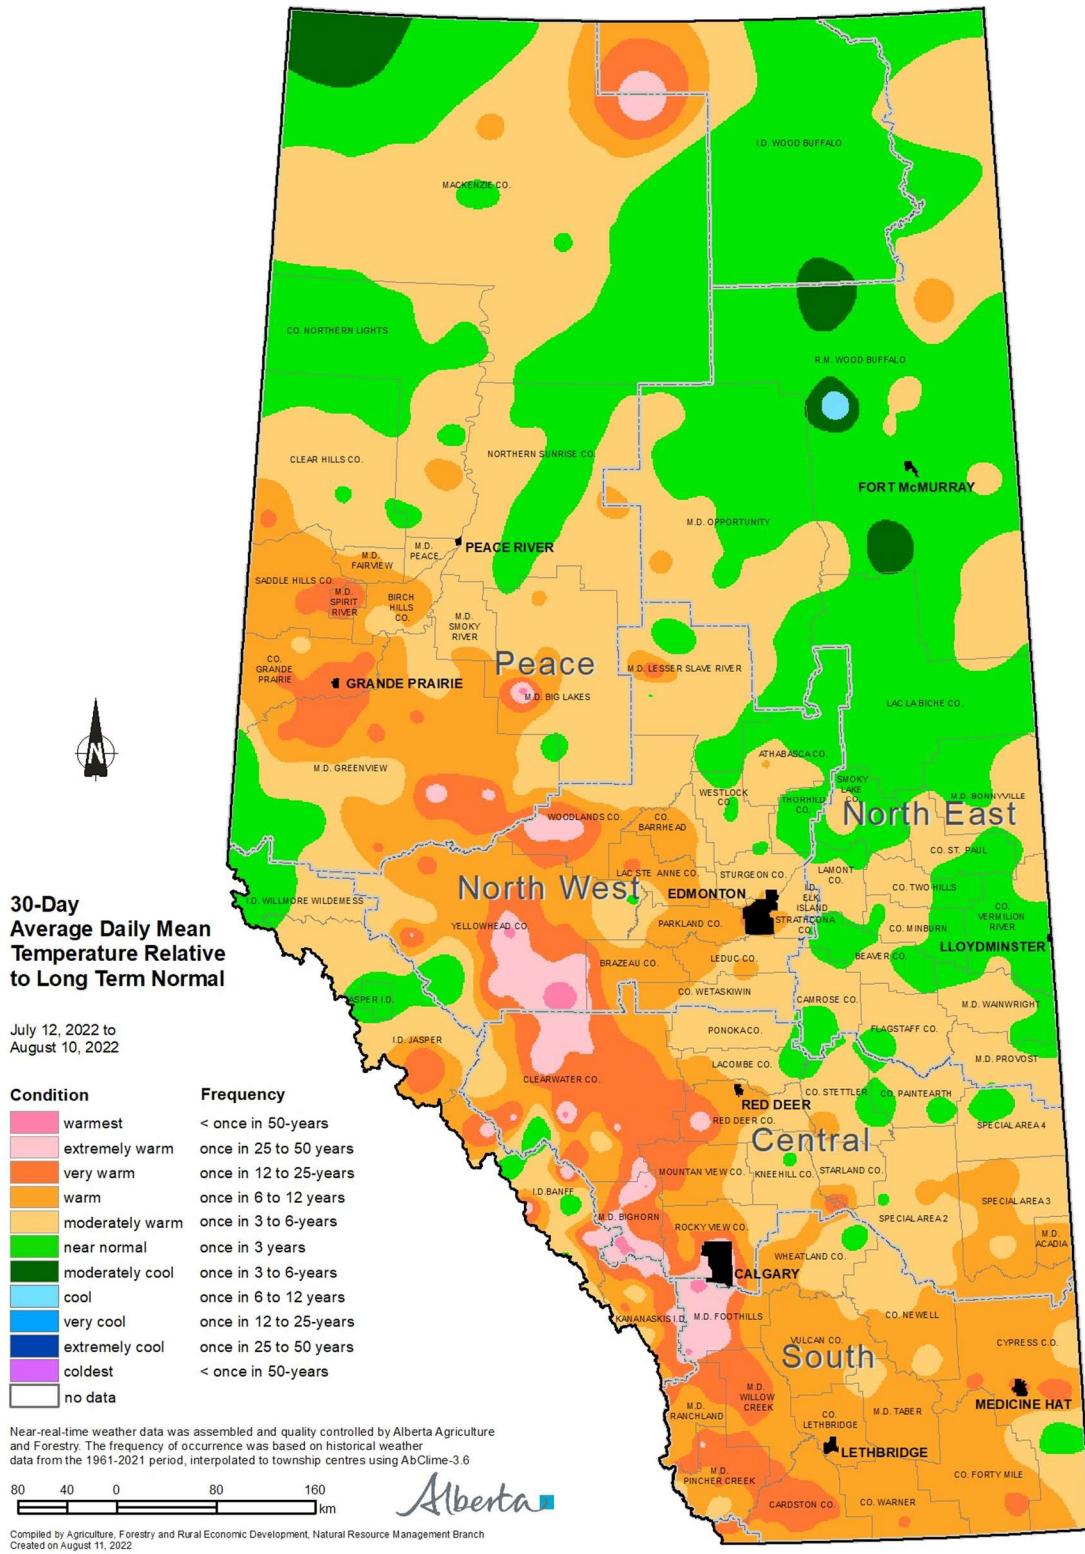 I.D. WOOD BUFFALO
MACKENZIE CO.
CO. NORTHERN LIGHTS
R.M. WOOD BUFFALO
CLEAR HILLS CO.
NORTHERN SUNRISE CO.
FORT McMURRAY
M.D. OPPORTUNITY
PEACE RIVER
M.D.
PEACE
M.D.
FAIRVIEW
SADDLE HILLS CO.
M.D.
SPIRIT
RIVER
BIRCH
HILLS
CO.
M.D.
SMOKY
RIVER
Peace
CO.
GRANDE
PRAIRIE
GRANDE PRAIRIE
M.D. BIG LAKES
M.D. LESSER SLAVE RIVER
LAC LA BICHE CO.
N
M.D. GREENVIEW
ATHABASCA CO.
WESTLOCK
CO.
THORHILD
CO.
SMOKY
LAKE
CO.
M.D. BONNYVILLE
North East
WOODLANDS CO.
CO.
BARRHEAD
CO. ST. PAUL
LAC STE ANNE CO.
STURGEON CO.
LAMONT
CO.
CO. TWO HILLS
North West
EDMONTON
I.D.
ELK
ISLAND
STRATHCONA
CO.
CO.
VERMILION
RIVER
I.D. WILLMORE WILDEMESS
YELLOWHEAD CO.
PARKLAND CO.
CO. MINBURN
LLOYDMINSTER
BRAZEAU CO.
LEDUC CO.
BEAVER CO.
CO. WETASKIWIN
CAMROSE CO.
M.D. WAINWRIGHT
JASPER I.D.
I.D. JASPER
PONOKA CO.
FLAGSTAFF CO.
M.D. PROVOST
LACOMBE CO.
CLEARWATER CO.
CO. STETTLER
CO. PAINTEARTH
RED DEER
RED DEER CO.
SPECIAL AREA 4
Central
MOUNTAIN VIEW CO.
KNEEHILL CO.
STARLAND CO.
I.D.BANFF
SPECIAL AREA 3
M.D. BIGHORN
ROCKY VIEW CO.
SPECIAL AREA 2
M.D.
ACADIA
WHEATLAND CO.
CALGARY
KANANASKIS I.D.
M.D. FOOTHILLS
CO. NEWELL
VULCAN CO.
CYPRESS C.O.
South
M.D.
WILLOW
CREEK
MEDICINE HAT
M.D.
RANCHLAND
CO.
LETHBRIDGE
M.D. TABER
LETHBRIDGE
M.D.
PINCHER CREEK
CO. FORTY MILE
CARDSTON CO.
CO. WARNER
30-Day
Average Daily Mean
Temperature Relative
to Long Term Normal
July 12, 2022 to
August 10, 2022
Condition Frequency
warmest < once in 50-years
extremely warm once in 25 to 50 years
very warm once in 12 to 25-years
warm once in 6 to 12 years
moderately warm once in 3 to 6-years
near normal once in 3 years
moderately cool once in 3 to 6-years
cool once in 6 to 12 years
very cool once in 12 to 25-years
extremely cool once in 25 to 50 years
coldest < once in 50-years
no data
Near-real-time weather data was assembled and quality controlled by Alberta Agriculture
and Forestry. The frequency of occurrence was based on historical weather
data from the 1961-2021 period, interpolated to township centres using AbClime-3.6
80 40 0 80 160
km
Alberta
Compiled by Agriculture, Forestry and Rural Economic Development, Natural Resource Management Branch
Created on August 11, 2022